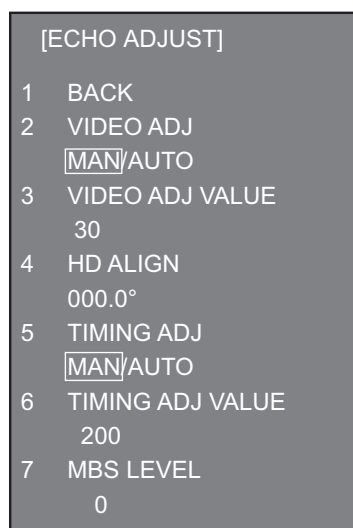 [ECHO ADJUST]
1 BACK
2 VIDEO ADJ
MAN/AUTO
3 VIDEO ADJ VALUE
30
4 HD ALIGN
000.0°
5 TIMING ADJ
MAN/AUTO
6 TIMING ADJ VALUE
200
7 MBS LEVEL
0